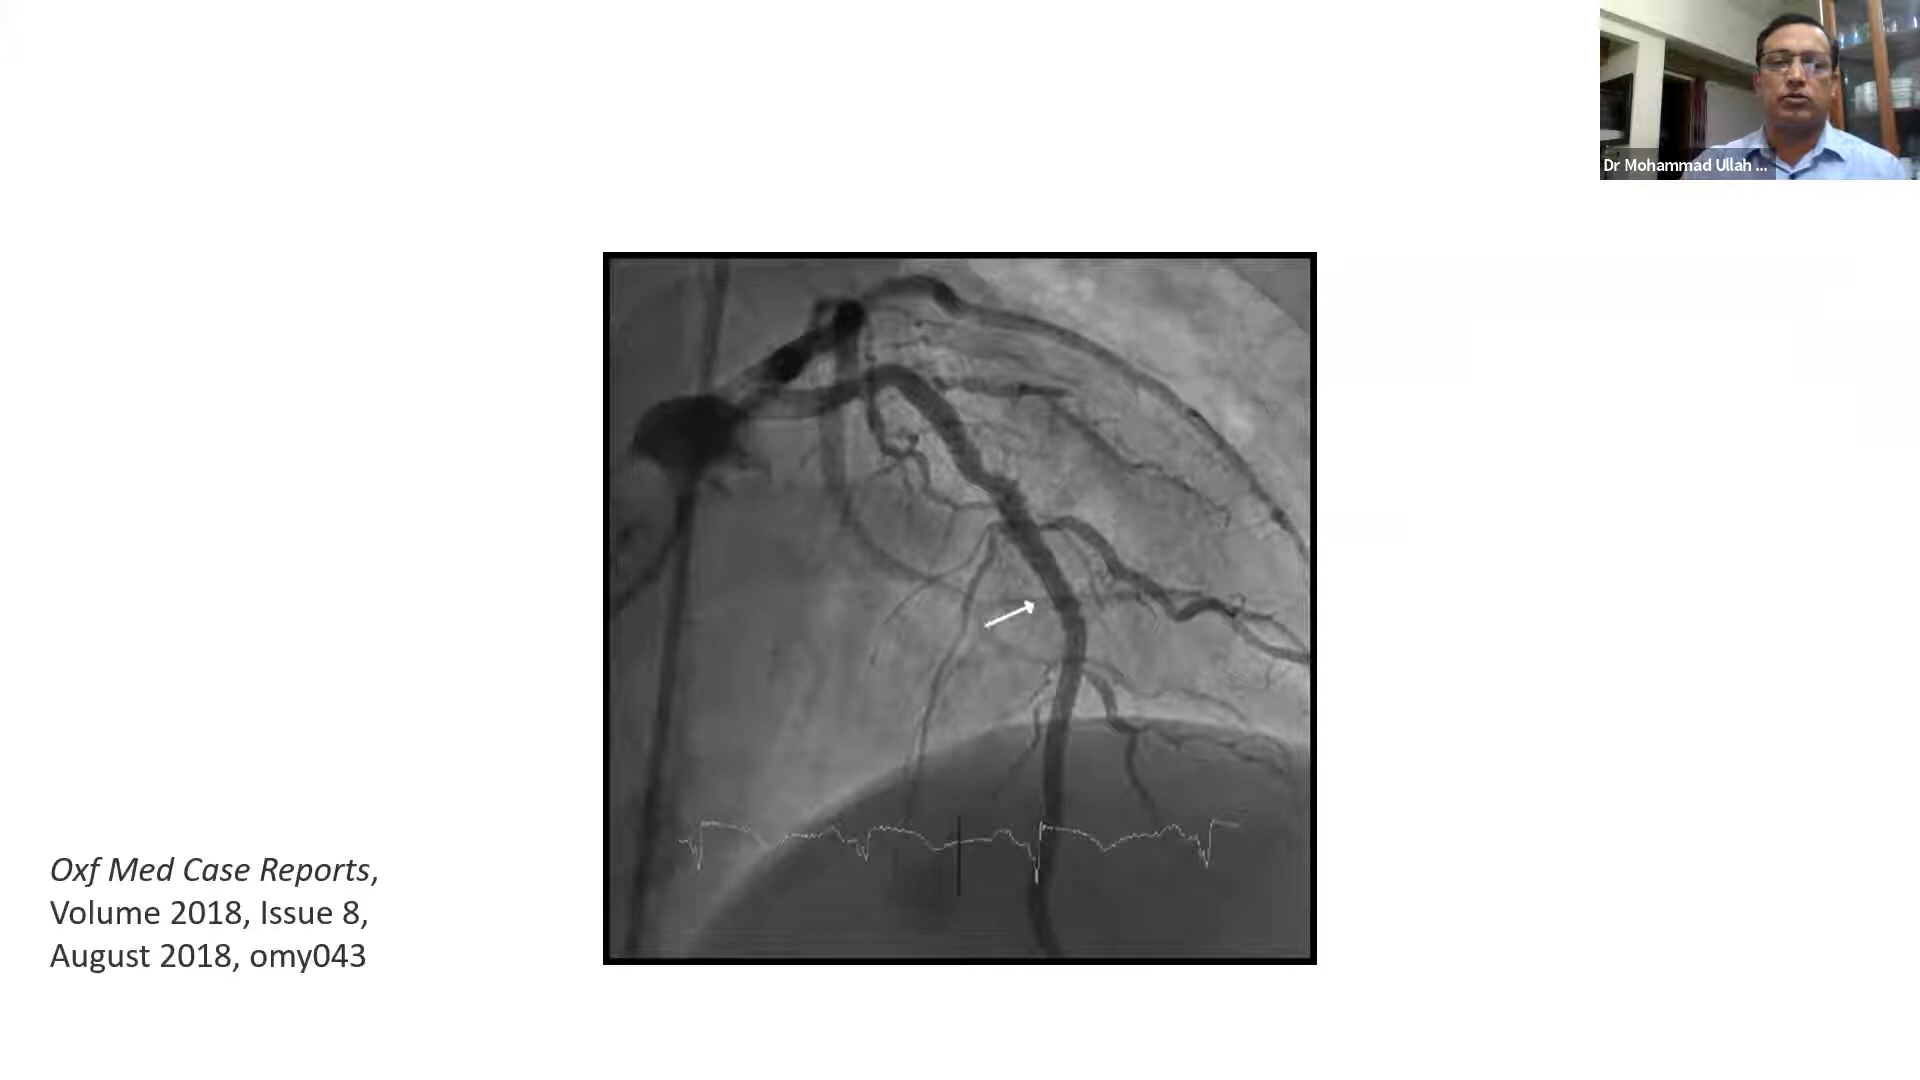 Dr Mohammad Ullah ...
Oxf Med Case Reports,
Volume 2018, Issue 8,
August 2018, omy043